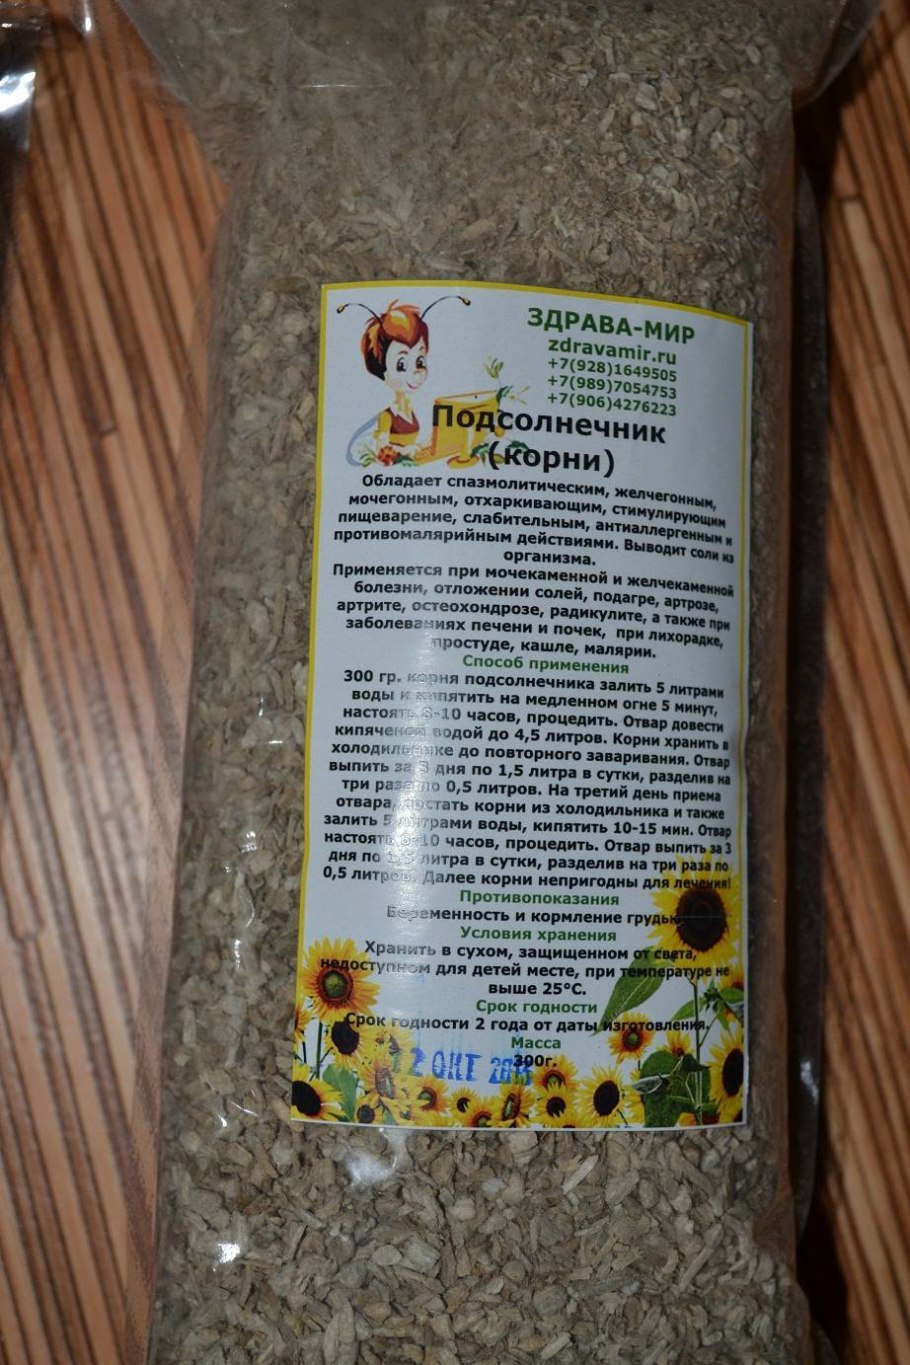 ЗДРАВА-МИР
zdravamir.ru
+7(928)1649505
+7(989)7054753
+7(906)4276223
Подсолнечник
(корни)
Обладает спазмолитическим, желчегонным,
мочегонным, отхаркивающим, стимулирующим
пищеварение, слабительным, антиаллергенным и
противомалярийным действиями. Выводит соли из
организма.
Применяется при мочекаменной и желчекаменной
болезни, отложении солей, подагре, артрозе,
артрите, остеохондрозе, радикулите, а также при
заболеваниях печени и почек, при лихорадке,
простуде, кашле, малярии.
Способ применения
300 гр. корня подсолнечника залить 5 литрами
воды и кипятить на медленном огне 5 минут,
настоять 8-10 часов, процедить. Отвар довести
кипяченой водой до 4,5 литров. Корни хранить в
холодильнике до повторного заваривания. Отвар
выпить за 3 дня по 1,5 литра в сутки, разделив на
три раза по 0,5 литров. На третий день приема
отвара, достать корни из холодильника и также
залить 5 литрами воды, кипятить 10-15 мин. Отвар
настоять 8-10 часов, процедить. Отвар выпить за 3
дня по 1,5 литра в сутки, разделив на три раза по
0,5 литров. Далее корни непригодны для лечения!
Противопоказания
Беременность и кормление грудью
Условия хранения
Хранить в сухом, защищенном от света,
недоступном для детей месте, при температуре не
выше 25°С.
Срок годности
Срок годности 2 года от даты изготовления.
Масса
300г.
2 ОКТ